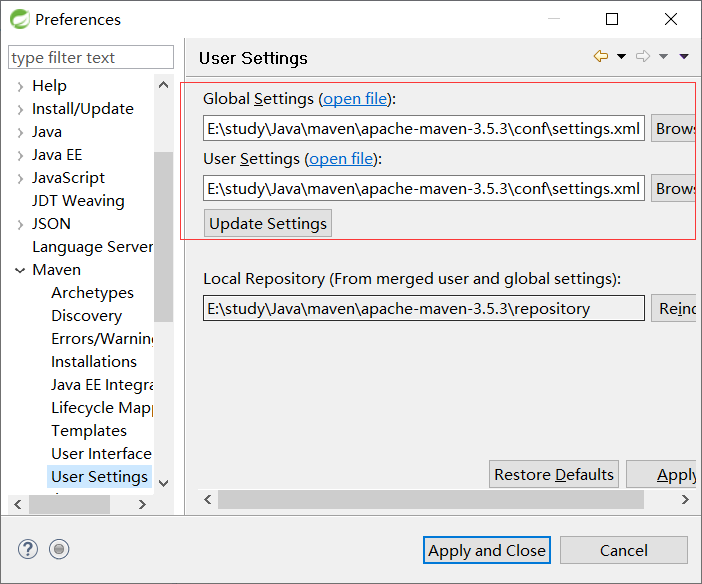 Preferences
type filter text
Help
Install/Update
Java
Java EE
JavaScript
JDT Weaving
JSON
Language Server
Maven
Archetypes
Discovery
Errors/Warning
Installations
Java EE Integra
Lifecycle Map
Templates
User Interface
User Settings
User Settings
Global Settings (open file):
E:\study\Java\maven\apache-maven-3.5.3\conf\settings.xml Brows
User Settings (open file):
E:\study\Java\maven\apache-maven-3.5.3\conf\settings.xml Brows
Update Settings
Local Repository (From merged user and global settings):
E:\study\Java\maven\apache-maven-3.5.3\repository Reind
Restore Defaults Apply
? Apply and Close Cancel